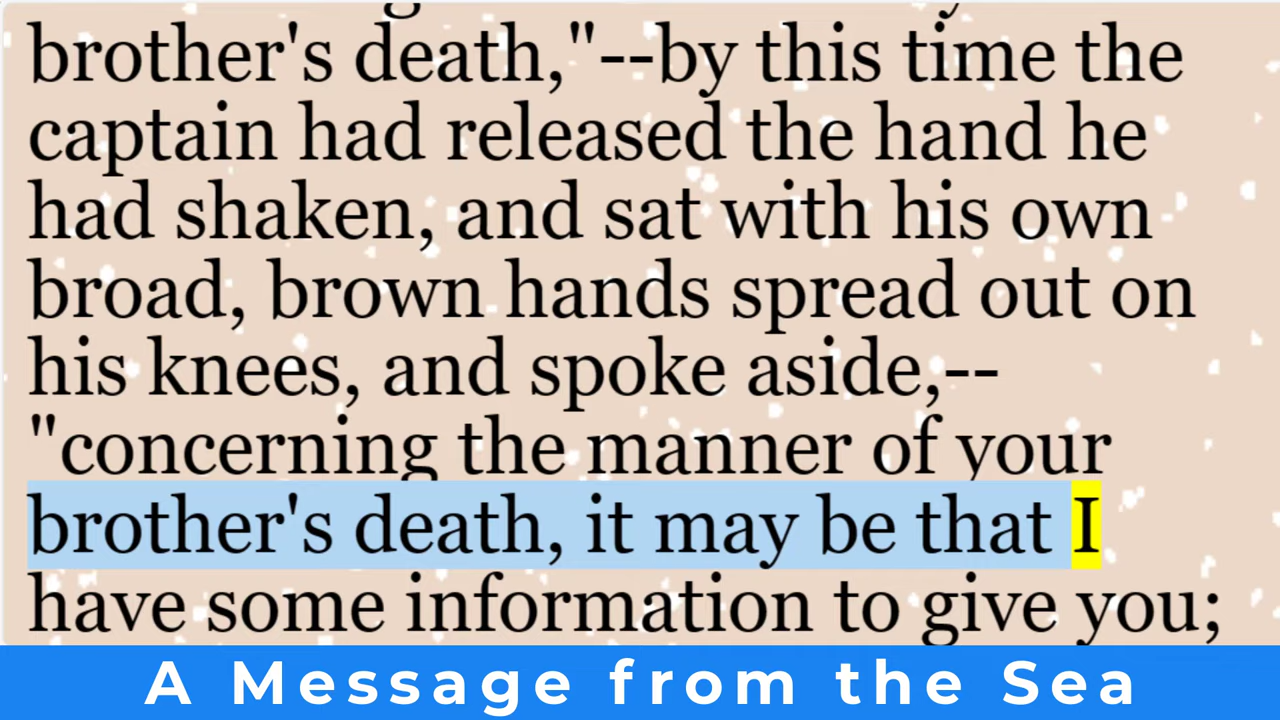 brother's death,"--by this time the
captain had released the hand he
had shaken, and sat with his own
broad, brown hands spread out on
his knees, and spoke aside,--
"concerning the manner of your
brother's death, it may be that I
have some information to give you;
A Message from the Sea